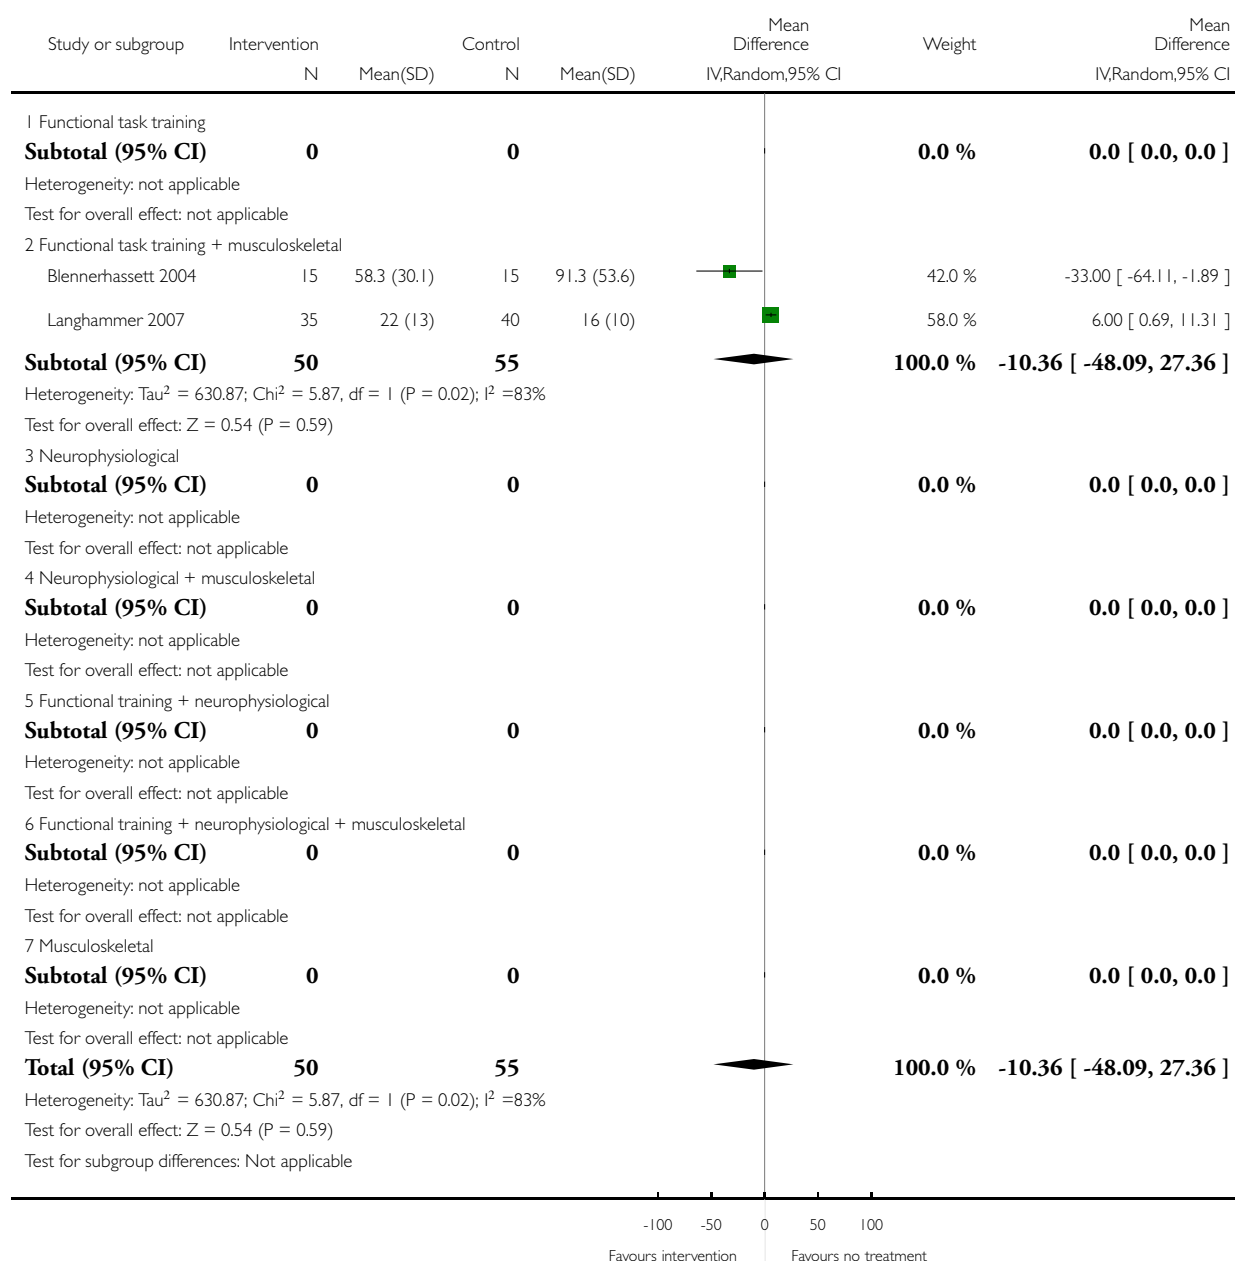 Mean Mean
Study or subgroup Intervention Control Difference Weight Difference
N Mean(SD) N Mean(SD) IV,Random,95% CI IV,Random,95% CI
1 Functional task training
Subtotal (95% CI) 0 0 0.0 % 0.0 [ 0.0, 0.0 ]
Heterogeneity: not applicable
Test for overall effect: not applicable
2 Functional task training + musculoskeletal
Blennerhassett 2004 15 58.3 (30.1) 15 91.3 (53.6) 42.0 % -33.00 [ -64.11, -1.89 ]
Langhammer 2007 35 22 (13) 40 16 (10) 58.0 % 6.00 [ 0.69, 11.31 ]
Subtotal (95% CI) 50 55 100.0 % -10.36 [ -48.09, 27.36 ]
Heterogeneity: Tau² = 630.87; Chi² = 5.87, df = 1 (P = 0.02); I² =83%
Test for overall effect: Z = 0.54 (P = 0.59)
3 Neurophysiological
Subtotal (95% CI) 0 0 0.0 % 0.0 [ 0.0, 0.0 ]
Heterogeneity: not applicable
Test for overall effect: not applicable
4 Neurophysiological + musculoskeletal
Subtotal (95% CI) 0 0 0.0 % 0.0 [ 0.0, 0.0 ]
Heterogeneity: not applicable
Test for overall effect: not applicable
5 Functional training + neurophysiological
Subtotal (95% CI) 0 0 0.0 % 0.0 [ 0.0, 0.0 ]
Heterogeneity: not applicable
Test for overall effect: not applicable
6 Functional training + neurophysiological + musculoskeletal
Subtotal (95% CI) 0 0 0.0 % 0.0 [ 0.0, 0.0 ]
Heterogeneity: not applicable
Test for overall effect: not applicable
7 Musculoskeletal
Subtotal (95% CI) 0 0 0.0 % 0.0 [ 0.0, 0.0 ]
Heterogeneity: not applicable
Test for overall effect: not applicable
Total (95% CI) 50 55 100.0 % -10.36 [ -48.09, 27.36 ]
Heterogeneity: Tau² = 630.87; Chi² = 5.87, df = 1 (P = 0.02); I² =83%
Test for overall effect: Z = 0.54 (P = 0.59)
Test for subgroup differences: Not applicable
-100 -50 0 50 100
Favours intervention Favours no treatment